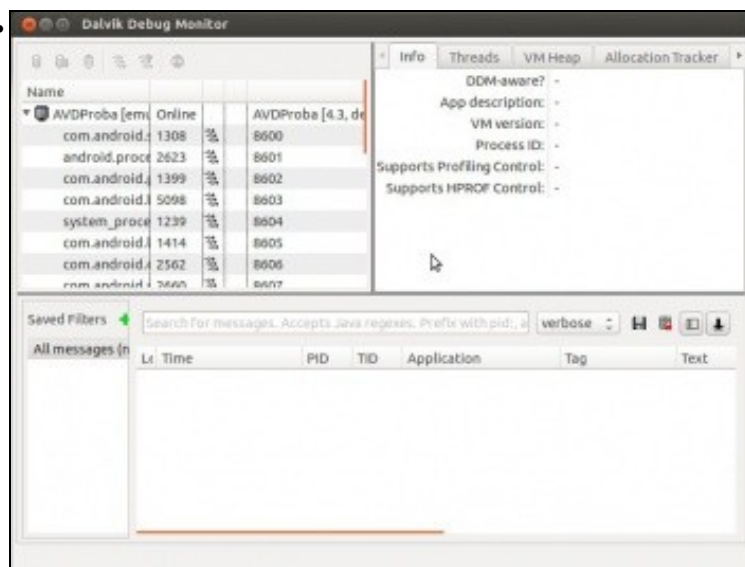 Dalvik Debug Monitor
Info Threads VM Heap Allocation Tracker
Name
DDM-aware? -
App description: -
VM version: -
Process ID: -
Supports Profiling Control: -
Supports HPROF Control: -
AVDProba [emu Online AVDProba [4.3, de
com.android.s 1308 8600
android.proce 2623 8601
com.android. 1399 8602
com.android.l 5098 8603
system_proce 1239 8604
com.android.l 1414 8605
com.android. 2562 8606
com.android. 2660 8607
Saved Filters
Search for messages. Accepts Java regexes. Prefix with pid:, a verbose
All messages (n
Time PID TID Application Tag Text